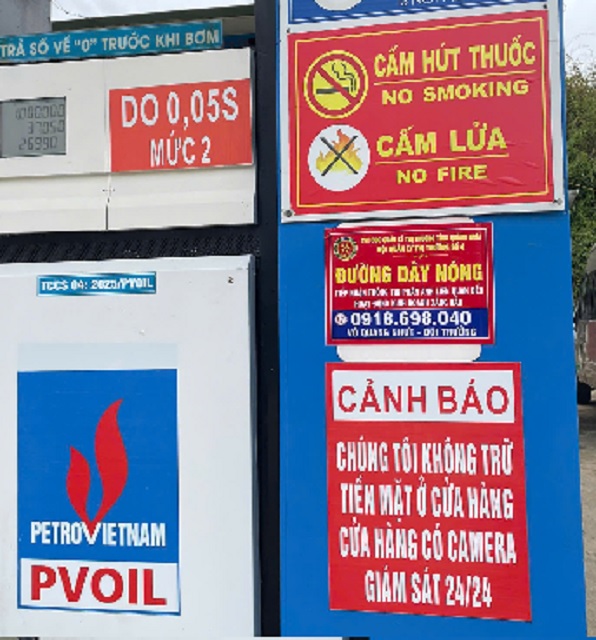 TRẢ SỐ VỀ "0" TRƯỚC KHI BƠM
DO 0,05S
MỨC 2
26990
TCCS 04: 2025/PVOIL
PETROVIETNAM
PVOIL
CẤM HÚT THUỐC
NO SMOKING
CẤM LỬA
NO FIRE
ĐƯỜNG DÂY NÓNG
0918.698.040
CẢNH BÁO
CHÚNG TÔI KHÔNG TRỮ
TIỀN MẶT Ở CỬA HÀNG
CỬA HÀNG CÓ CAMERA
GIÁM SÁT 24/24